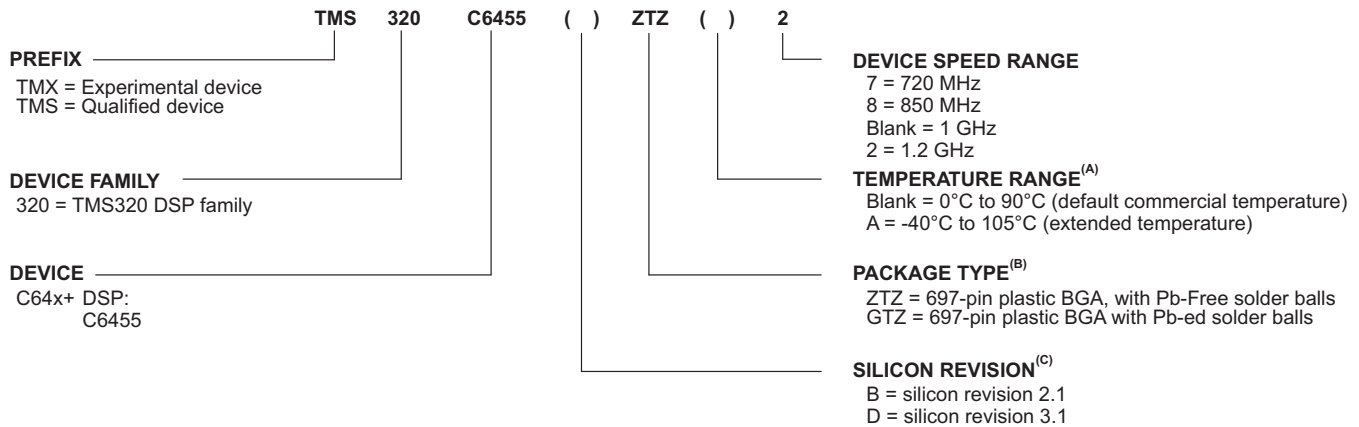 TMS 320 C6455 ( ) ZTZ ( ) 2
PREFIX
TMX = Experimental device
TMS = Qualified device
DEVICE FAMILY
320 = TMS320 DSP family
DEVICE
C64x+ DSP:
C6455
DEVICE SPEED RANGE
7 = 720 MHz
8 = 850 MHz
Blank = 1 GHz
2 = 1.2 GHz
TEMPERATURE RANGE(A)
Blank = 0°C to 90°C (default commercial temperature)
A = -40°C to 105°C (extended temperature)
PACKAGE TYPE(B)
ZTZ = 697-pin plastic BGA, with Pb-Free solder balls
GTZ = 697-pin plastic BGA with Pb-ed solder balls
SILICON REVISION(C)
B = silicon revision 2.1
D = silicon revision 3.1